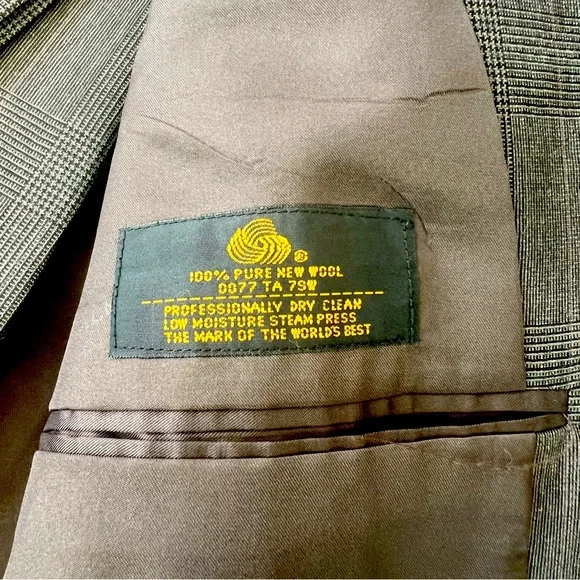 ®
100% PURE NEW WOOL
0077 TA 79W
PROFESSIONALLY DRY CLEAN
LOW MOISTURE STEAM PRESS
THE MARK OF THE WORLD'S BEST